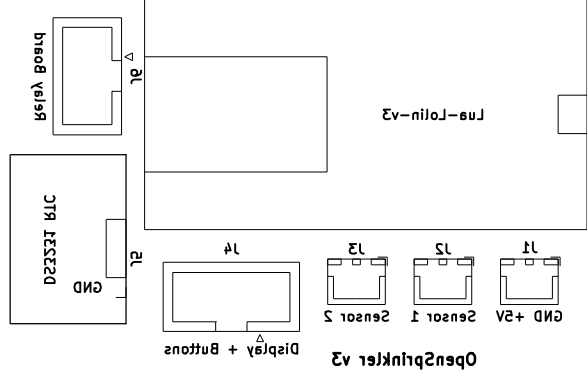 Relay Board
J6
Lua-Lolin-v3
DS3231 RTC
GND
J5
J4
J3
J2
J1
Sensor 2
Sensor 1
GND +5V
Display + Buttons
OpenSprinkler v3